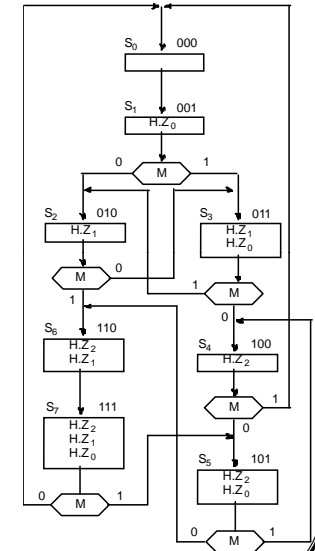 S0 000
S1 001
H.Z0
0 M 1
S2 010
H.Z1
S3 011
H.Z1
H.Z0
M 0
1
1 M
0
S6 110
H.Z2
H.Z1
S4 100
H.Z2
M 1
0
S7 111
H.Z2
H.Z1
H.Z0
S5 101
H.Z2
H.Z0
0 M 1
0 M 1